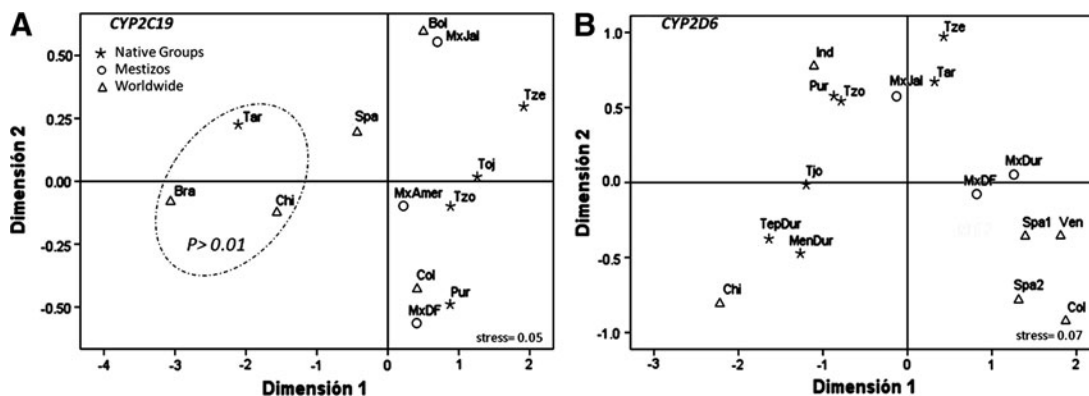 A
CYP2C19
Native Groups
Mestizos
Worldwide
Bol
MxJal
Tze
Tar
Spa
Toj
Bra
Chi
MxAmer
Tzo
P> 0.01
Col
Pur
MxDF
stress= 0.05
0.50
0.25
0.00
-0.25
-0.50
Dimensión 2
-4 -3 -2 -1 0 1 2
Dimensión 1
B
CYP2D6
Tze
Ind
Tar
Pur
Tzo
MxJal
MxDur
Tjo
MxDF
TepDur
MenDur
Spa1
Ven
Chi
Spa2
Col
stress= 0.07
1.0
0.5
0.0
-0.5
-1.0
Dimensión 2
-3 -2 -1 0 1 2
Dimensión 1